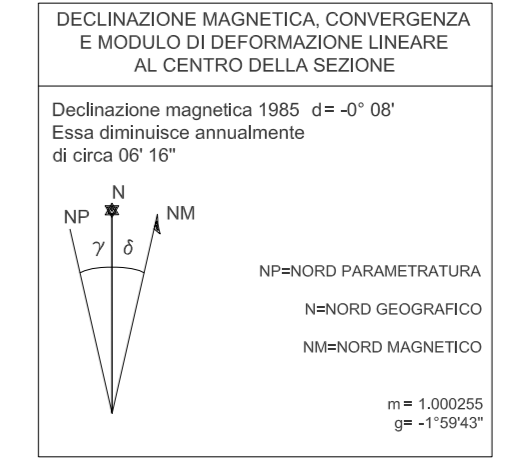 DECLINAZIONE MAGNETICA, CONVERGENZA
E MODULO DI DEFORMAZIONE LINEARE
AL CENTRO DELLA SEZIONE
Declinazione magnetica 1985 d= -0° 08'
Essa diminuisce annualmente
di circa 06' 16"
N
NP NM
γ δ
NP=NORD PARAMETRATURA
N=NORD GEOGRAFICO
NM=NORD MAGNETICO
m = 1.000255
g= -1°59'43"